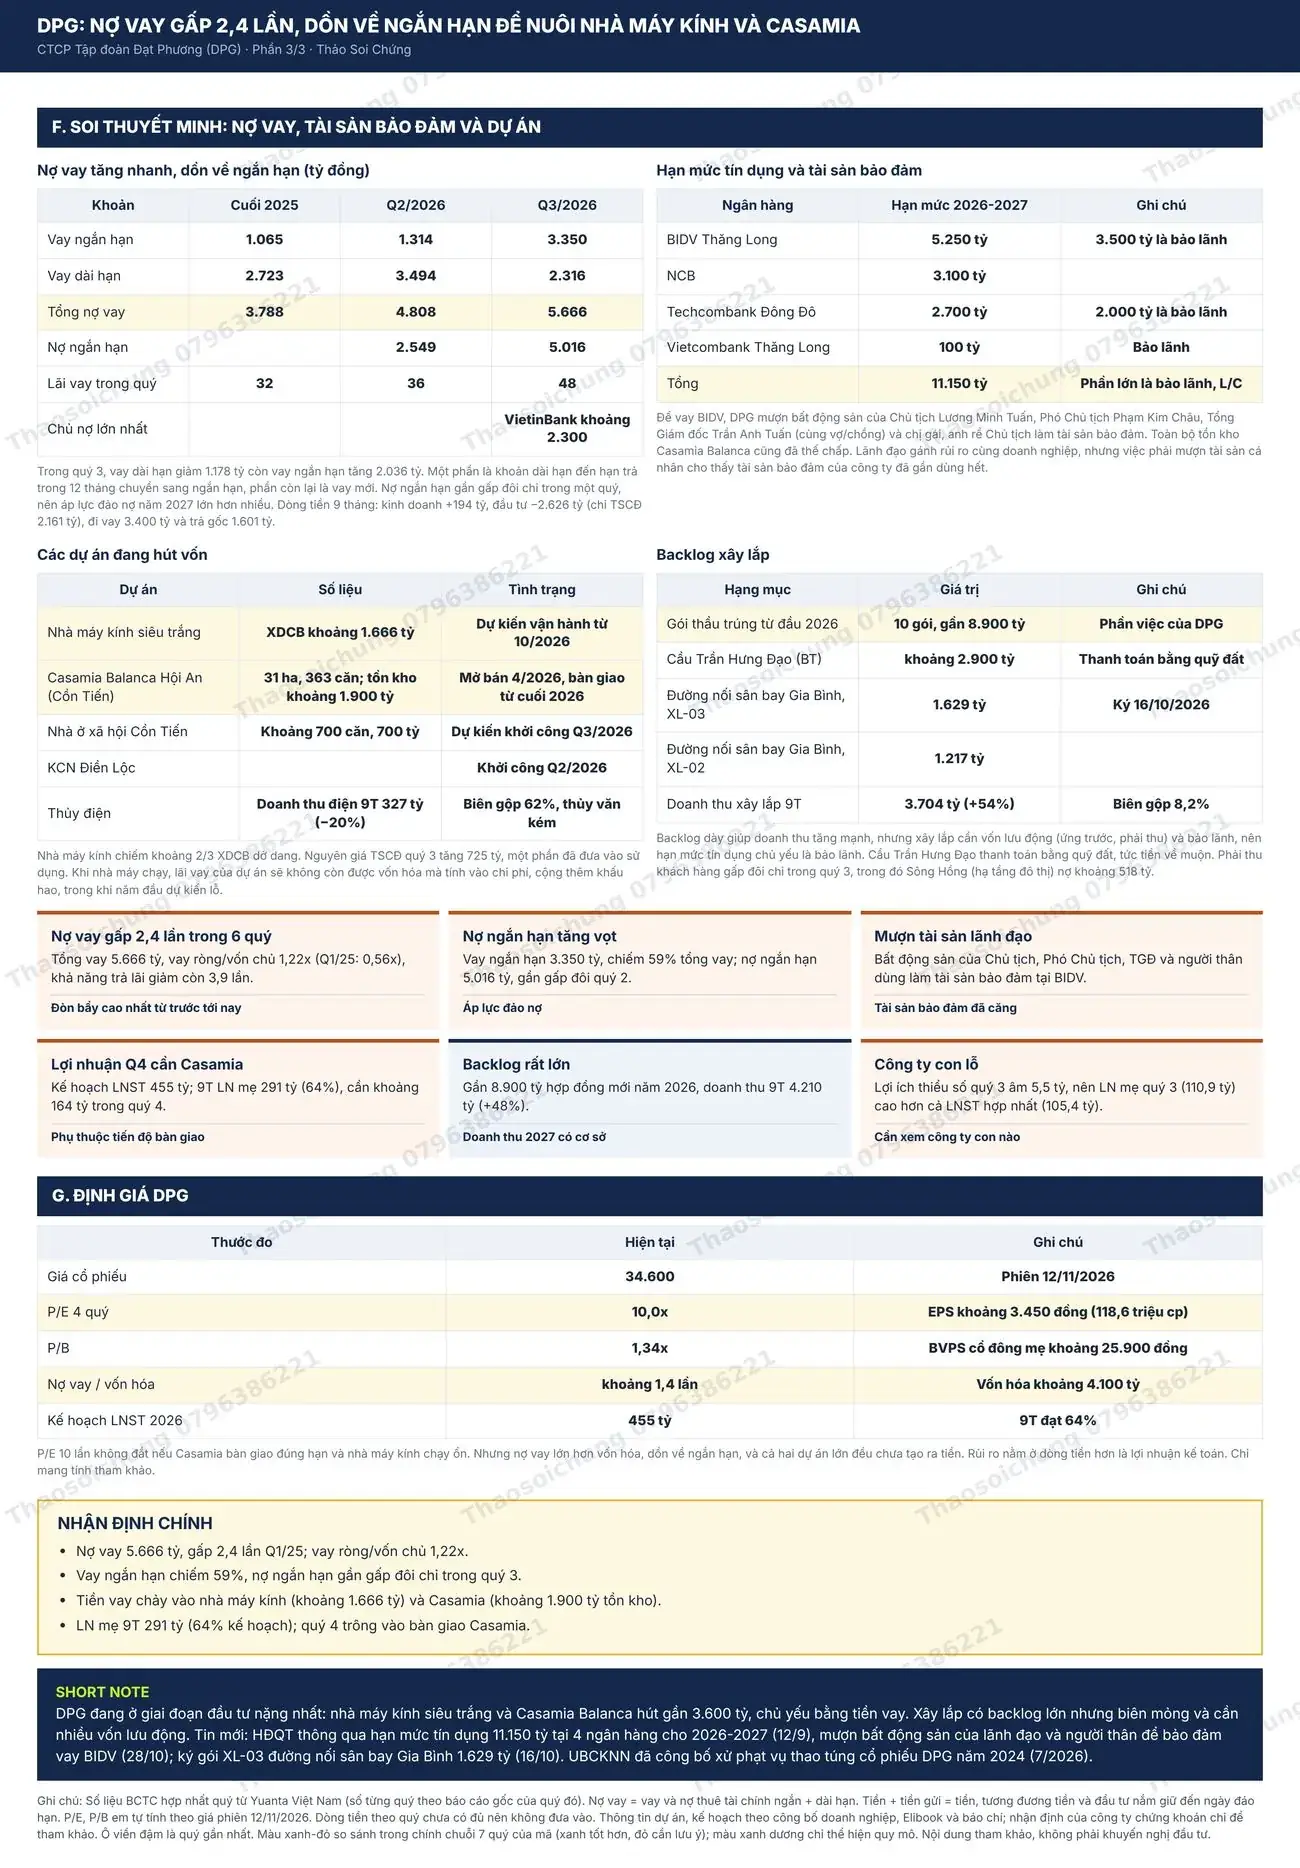 DPG: NỢ VAY GẤP 2,4 LẦN, DỒN VỀ NGẮN HẠN ĐỂ NUÔI NHÀ MÁY KÍNH VÀ CASAMIA
CTCP Tập đoàn Đạt Phương (DPG) · Phần 3/3 · Thảo Soi Chứng
F. SOI THUYẾT MINH: NỢ VAY, TÀI SẢN BẢO ĐẢM VÀ DỰ ÁN
Nợ vay tăng nhanh, dồn về ngắn hạn (tỷ đồng)
Khoản Cuối 2025 Q2/2026 Q3/2026
Vay ngắn hạn 1.065 1.314 3.350
Vay dài hạn 2.723 3.494 2.316
Tổng nợ vay 3.788 4.808 5.666
Nợ ngắn hạn 2.549 5.016
Lãi vay trong quý 32 36 48
Chủ nợ lớn nhất VietinBank khoảng
2.300
Trong quý 3, vay dài hạn giảm 1.178 tỷ còn vay ngắn hạn tăng 2.036 tỷ. Một phần là khoản dài hạn đến hạn trả
trong 12 tháng chuyển sang ngắn hạn, phần còn lại là vay mới. Nợ ngắn hạn gần gấp đôi chỉ trong một quý,
nên áp lực đảo nợ năm 2027 lớn hơn nhiều. Dòng tiền 9 tháng: kinh doanh +194 tỷ, đầu tư −2.626 tỷ (chi TSCĐ
2.161 tỷ), đi vay 3.400 tỷ và trả gốc 1.601 tỷ.
Hạn mức tín dụng và tài sản bảo đảm
Ngân hàng Hạn mức 2026-2027 Ghi chú
BIDV Thăng Long 5.250 tỷ 3.500 tỷ là bảo lãnh
NCB 3.100 tỷ
Techcombank Đông Đô 2.700 tỷ 2.000 tỷ là bảo lãnh
Vietcombank Thăng Long 100 tỷ Bảo lãnh
Tổng 11.150 tỷ Phần lớn là bảo lãnh, L/C
Để vay BIDV, DPG mượn bất động sản của Chủ tịch Lương Minh Tuấn, Phó Chủ tịch Phạm Kim Châu, Tổng
Giám đốc Trần Anh Tuấn (cùng vợ/chồng) và chị gái, anh rể Chủ tịch làm tài sản bảo đảm. Toàn bộ tồn kho
Casamia Balanca cũng đã thế chấp. Lãnh đạo gánh rủi ro cùng doanh nghiệp, nhưng việc phải mượn tài sản cá
nhân cho thấy tài sản bảo đảm của công ty đã gần dùng hết.
Các dự án đang hút vốn
Dự án Số liệu Tình trạng
Nhà máy kính siêu trắng XDCB khoảng 1.666 tỷ Dự kiến vận hành từ
10/2026
Casamia Balanca Hội An 31 ha, 363 căn; tồn kho Mở bán 4/2026, bàn giao
(Cồn Tiến) khoảng 1.900 tỷ từ cuối 2026
Nhà ở xã hội Cồn Tiến Khoảng 700 căn, 700 tỷ Dự kiến khởi công Q3/2026
KCN Điền Lộc Khởi công Q2/2026
Thủy điện Doanh thu điện 9T 327 tỷ Biên gộp 62%, thủy văn
(−20%) kém
Nhà máy kính chiếm khoảng 2/3 XDCB dở dang. Nguyên giá TSCĐ quý 3 tăng 725 tỷ, một phần đã đưa vào sử
dụng. Khi nhà máy chạy, lãi vay của dự án sẽ không còn được vốn hóa mà tính vào chi phí, cộng thêm khấu
hao, trong khi năm đầu dự kiến lỗ.
Backlog xây lắp
Hạng mục Giá trị Ghi chú
Gói thầu trúng từ đầu 2026 10 gói, gần 8.900 tỷ Phần việc của DPG
Cầu Trần Hưng Đạo (BT) khoảng 2.900 tỷ Thanh toán bằng quỹ đất
Đường nối sân bay Gia Bình, 1.629 tỷ Ký 16/10/2026
XL-03
Đường nối sân bay Gia Bình, 1.217 tỷ
XL-02
Doanh thu xây lắp 9T 3.704 tỷ (+54%) Biên gộp 8,2%
Backlog dày giúp doanh thu tăng mạnh, nhưng xây lắp cần vốn lưu động (ứng trước, phải thu) và bảo lãnh, nên
hạn mức tín dụng chủ yếu là bảo lãnh. Cầu Trần Hưng Đạo thanh toán bằng quỹ đất, tức tiền về muộn. Phải thu
khách hàng gấp đôi chỉ trong quý 3, trong đó Sông Hồng (hạ tầng đô thị) nợ khoảng 518 tỷ.
Nợ vay gấp 2,4 lần trong 6 quý
Tổng vay 5.666 tỷ, vay ròng/vốn chủ 1,22x (Q1/25: 0,56x),
khả năng trả lãi giảm còn 3,9 lần.
Đòn bẩy cao nhất từ trước tới nay
Nợ ngắn hạn tăng vọt
Vay ngắn hạn 3.350 tỷ, chiếm 59% tổng vay; nợ ngắn hạn
5.016 tỷ, gần gấp đôi quý 2.
Áp lực đảo nợ
Mượn tài sản lãnh đạo
Bất động sản của Chủ tịch, Phó Chủ tịch, TGĐ và người thân
dùng làm tài sản bảo đảm tại BIDV.
Tài sản bảo đảm đã căng
Lợi nhuận Q4 cần Casamia
Kế hoạch LNST 455 tỷ; 9T LN mẹ 291 tỷ (64%), cần khoảng
164 tỷ trong quý 4.
Phụ thuộc tiến độ bàn giao
Backlog rất lớn
Gần 8.900 tỷ hợp đồng mới năm 2026, doanh thu 9T 4.210
tỷ (+48%).
Doanh thu 2027 có cơ sở
Công ty con lỗ
Lợi ích thiểu số quý 3 âm 5,5 tỷ, nên LN mẹ quý 3 (110,9 tỷ)
cao hơn cả LNST hợp nhất (105,4 tỷ).
Cần xem công ty con nào
G. ĐỊNH GIÁ DPG
Thước đo Hiện tại Ghi chú
Giá cổ phiếu 34.600 Phiên 12/11/2026
P/E 4 quý 10,0x EPS khoảng 3.450 đồng (118,6 triệu cp)
P/B 1,34x BVPS cổ đông mẹ khoảng 25.900 đồng
Nợ vay / vốn hóa khoảng 1,4 lần Vốn hóa khoảng 4.100 tỷ
Kế hoạch LNST 2026 455 tỷ 9T đạt 64%
P/E 10 lần không đắt nếu Casamia bàn giao đúng hạn và nhà máy kính chạy ổn. Nhưng nợ vay lớn hơn vốn hóa, dồn về ngắn hạn, và cả hai dự án lớn đều chưa tạo ra tiền. Rủi ro nằm ở dòng tiền hơn là lợi nhuận kế toán. Chỉ
mang tính tham khảo.
NHẬN ĐỊNH CHÍNH
• Nợ vay 5.666 tỷ, gấp 2,4 lần Q1/25; vay ròng/vốn chủ 1,22x.
• Vay ngắn hạn chiếm 59%, nợ ngắn hạn gần gấp đôi chỉ trong quý 3.
• Tiền vay chảy vào nhà máy kính (khoảng 1.666 tỷ) và Casamia (khoảng 1.900 tỷ tồn kho).
• LN mẹ 9T 291 tỷ (64% kế hoạch); quý 4 trông vào bàn giao Casamia.
SHORT NOTE
DPG đang ở giai đoạn đầu tư nặng nhất: nhà máy kính siêu trắng và Casamia Balanca hút gần 3.600 tỷ, chủ yếu bằng tiền vay. Xây lắp có backlog lớn nhưng biên mỏng và cần
nhiều vốn lưu động. Tin mới: HĐQT thông qua hạn mức tín dụng 11.150 tỷ tại 4 ngân hàng cho 2026-2027 (12/9), mượn bất động sản của lãnh đạo và người thân để bảo đảm
vay BIDV (28/10); ký gói XL-03 đường nối sân bay Gia Bình 1.629 tỷ (16/10). UBCKNN đã công bố xử phạt vụ thao túng cổ phiếu DPG năm 2024 (7/2026).
Ghi chú: Số liệu BCTC hợp nhất quý từ Yuanta Việt Nam (số từng quý theo báo cáo gốc của quý đó). Nợ vay = vay và nợ thuê tài chính ngắn + dài hạn. Tiền + tiền gửi = tiền, tương đương tiền và đầu tư nắm giữ đến ngày đáo
hạn. P/E, P/B em tự tính theo giá phiên 12/11/2026. Dòng tiền theo quý chưa có đủ nên không đưa vào. Thông tin dự án, kế hoạch theo công bố doanh nghiệp, Elibook và báo chí; nhận định của công ty chứng khoán chỉ để
tham khảo. Ô viền đậm là quý gần nhất. Màu xanh-đỏ so sánh trong chính chuỗi 7 quý của mã (xanh tốt hơn, đỏ cần lưu ý); màu xanh dương chỉ thể hiện quy mô. Nội dung tham khảo, không phải khuyến nghị đầu tư.
Thaosoichung 0796386221